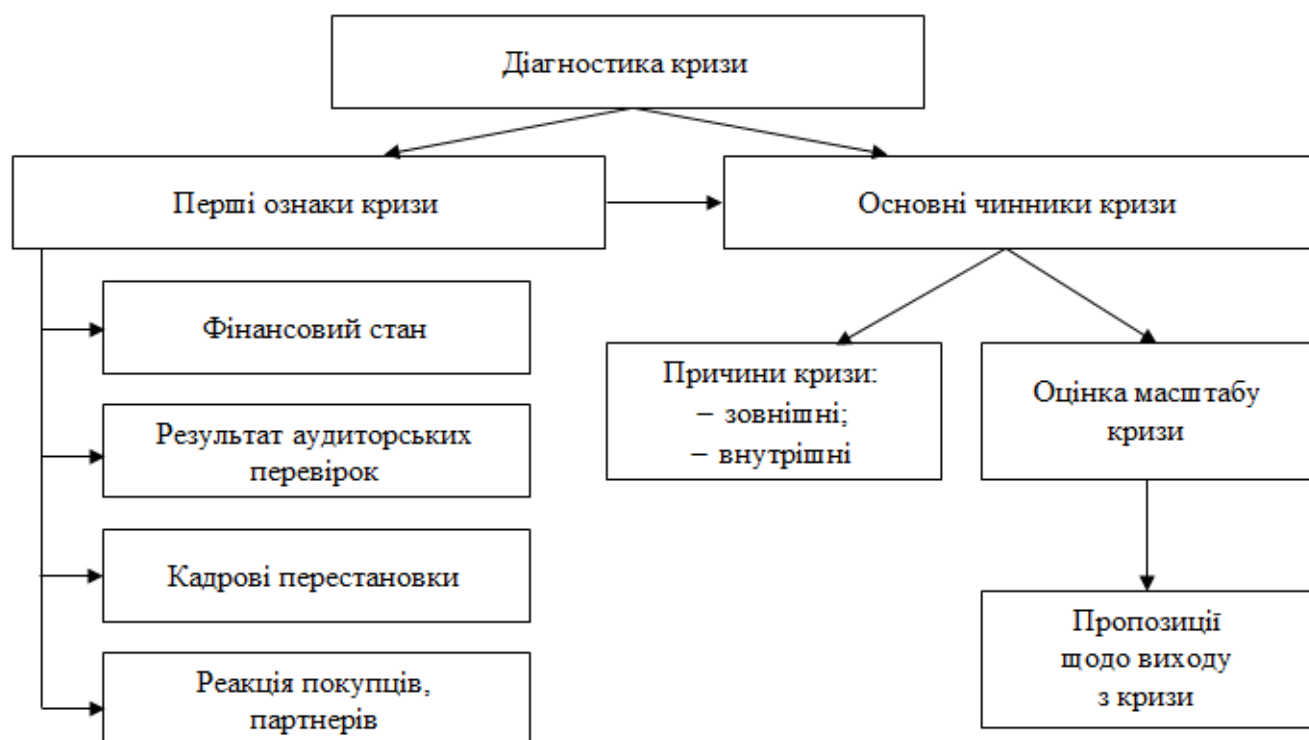 Діагностика кризи
Перші ознаки кризи
Основні чинники кризи
Фінансовий стан
Результат аудиторських
перевірок
Кадрові перестановки
Реакція покупців,
партнерів
Причини кризи:
– зовнішні;
– внутрішні
Оцінка масштабу
кризи
Пропозиції
щодо виходу
з кризи